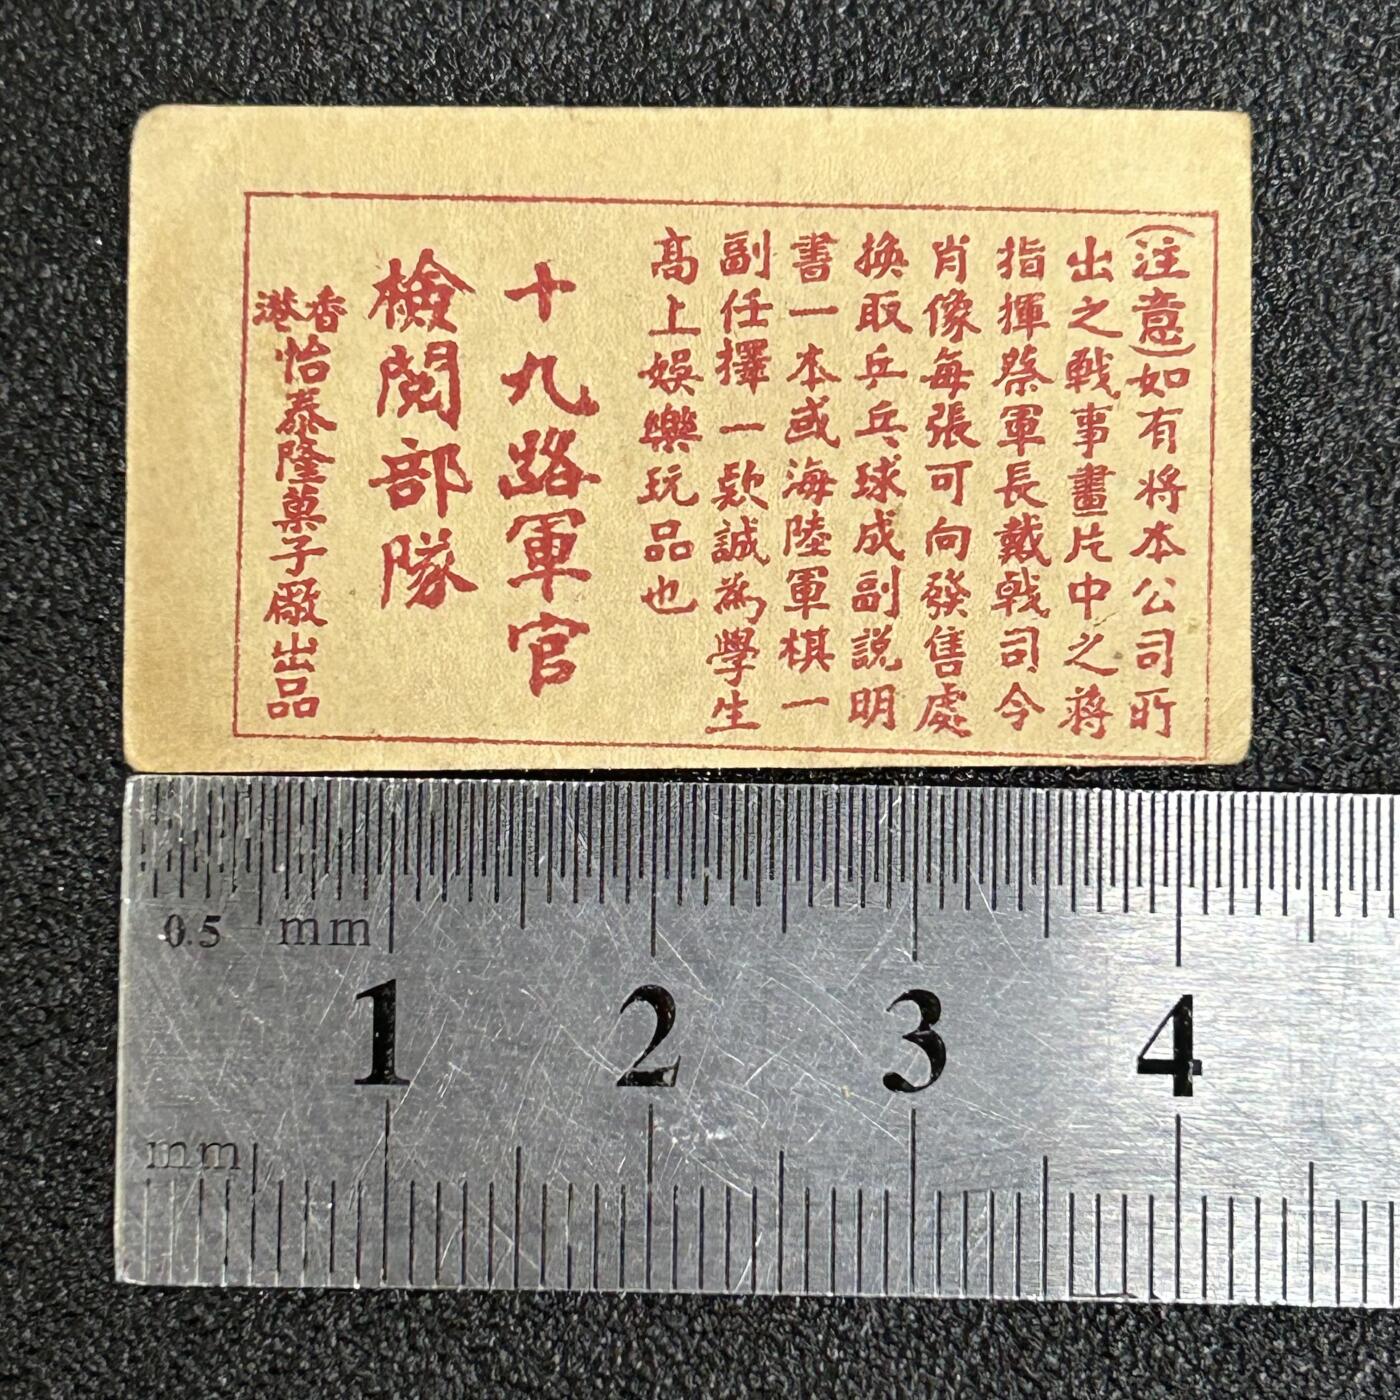 (注意)如有将本公司所
出之戰事畫片中之蔣
指揮蔡軍長戴戟司令
肖像每張可向發售處
換取乒乓球成副説明
書一本或海陸軍棋一
副任擇一欵誠為學生
高上娛樂玩品也
十九路軍官
檢閱部隊
香港怡泰隆菓子廠出品
0.5 mm
1 2 3 4
mm